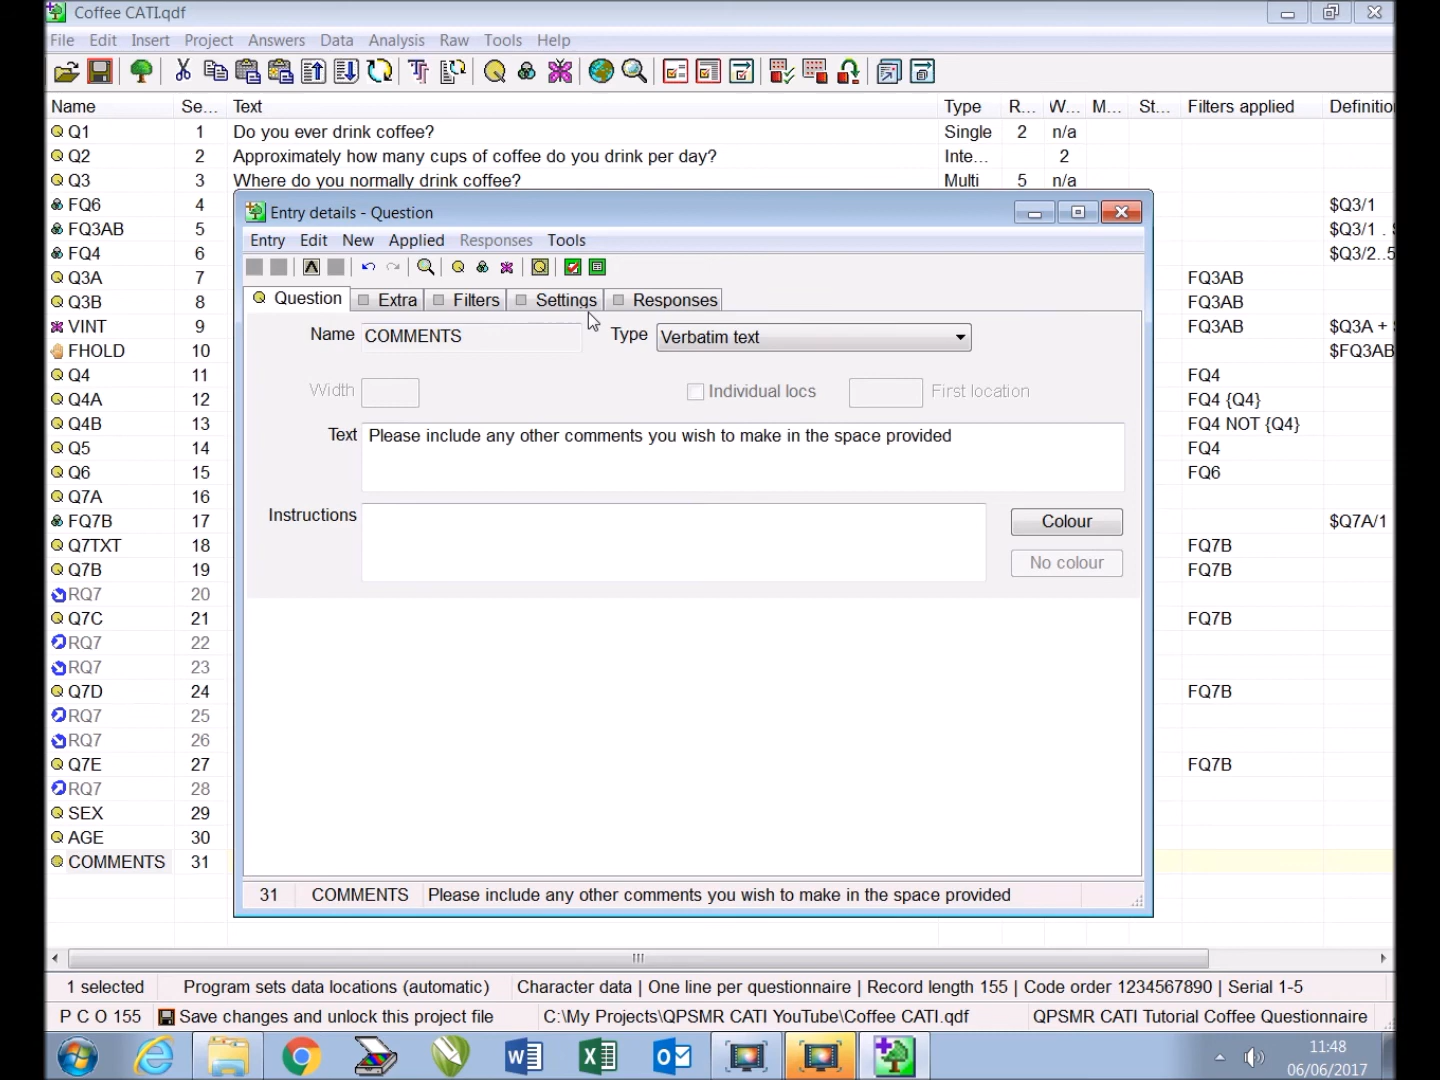 Coffee CATI.qdf
File Edit Insert Project Answers Data Analysis Raw Tools Help
Name Se... Text Type R... W... M... St... Filters applied Definitio
Q1 1 Do you ever drink coffee? Single 2 n/a
Q2 2 Approximately how many cups of coffee do you drink per day? Inte... 2
Q3 3 Where do you normally drink coffee? Multi 5 n/a
FQ6 4 $Q3/1
FQ3AB 5 $Q3/1 .
FQ4 6 $Q3/2..5
Q3A 7 FQ3AB
Q3B 8 FQ3AB
VINT 9 FQ3AB $Q3A +
FHOLD 10 $FQ3AB
Q4 11 FQ4
Q4A 12 FQ4 {Q4}
Q4B 13 FQ4 NOT {Q4}
Q5 14 FQ4
Q6 15 FQ6
Q7A 16
FQ7B 17 $Q7A/1
Q7TXT 18 FQ7B
Q7B 19 FQ7B
RQ7 20
Q7C 21 FQ7B
RQ7 22
RQ7 23
Q7D 24 FQ7B
RQ7 25
RQ7 26
Q7E 27 FQ7B
RQ7 28
SEX 29
AGE 30
COMMENTS 31
Entry details - Question
Entry Edit New Applied Responses Tools
Question Extra Filters Settings Responses
Name COMMENTS Type Verbatim text
Width Individual locs First location
Text Please include any other comments you wish to make in the space provided
Instructions Colour
No colour
31 COMMENTS Please include any other comments you wish to make in the space provided
1 selected Program sets data locations (automatic) Character data | One line per questionnaire | Record length 155 | Code order 1234567890 | Serial 1-5
P C O 155 Save changes and unlock this project file C:\My Projects\QPSMR CATI YouTube\Coffee CATI.qdf QPSMR CATI Tutorial Coffee Questionnaire
11:48
06/06/2017